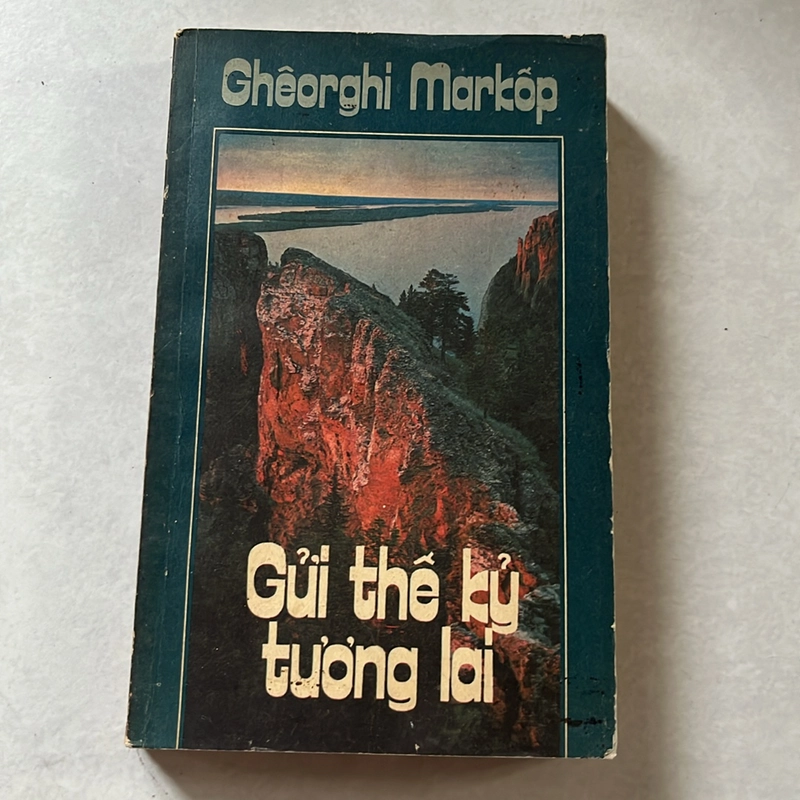 Ghêorghi Markốp
Gửi thế kỷ
tương lai